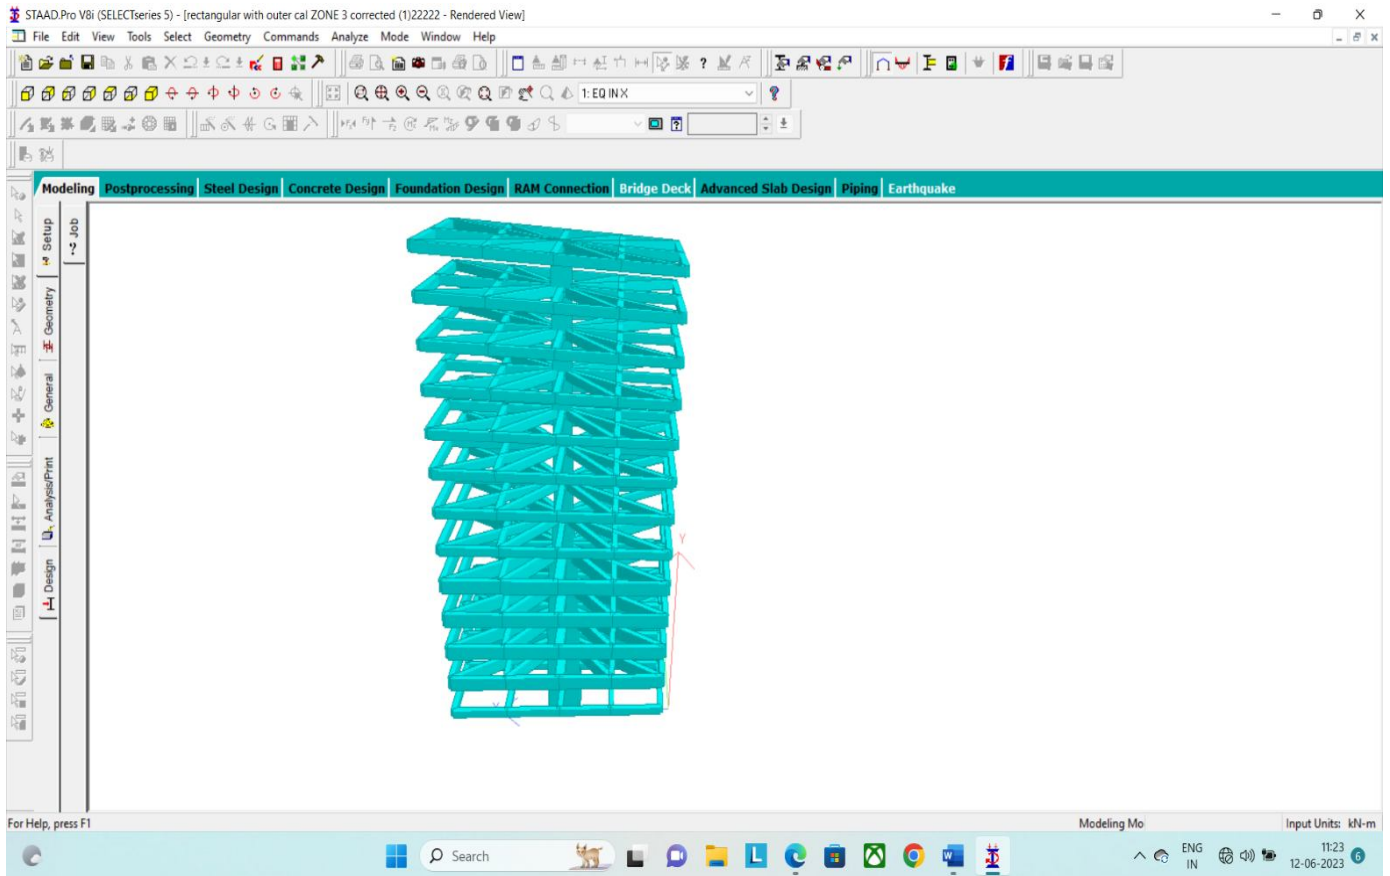 STAAD.Pro V8i (SELECTseries 5) - [rectangular with outer cal ZONE 3 corrected (1)22222 - Rendered View]
File Edit View Tools Select Geometry Commands Analyze Mode Window Help
1: EQ IN X
Modeling Postprocessing Steel Design Concrete Design Foundation Design RAM Connection Bridge Deck Advanced Slab Design Piping Earthquake
Setup
Job
Geometry
General
Analysis/Print
Design
Y
For Help, press F1
Modeling Mo
Input Units: kN-m
Search
ENG
IN
11:23
12-06-2023
6